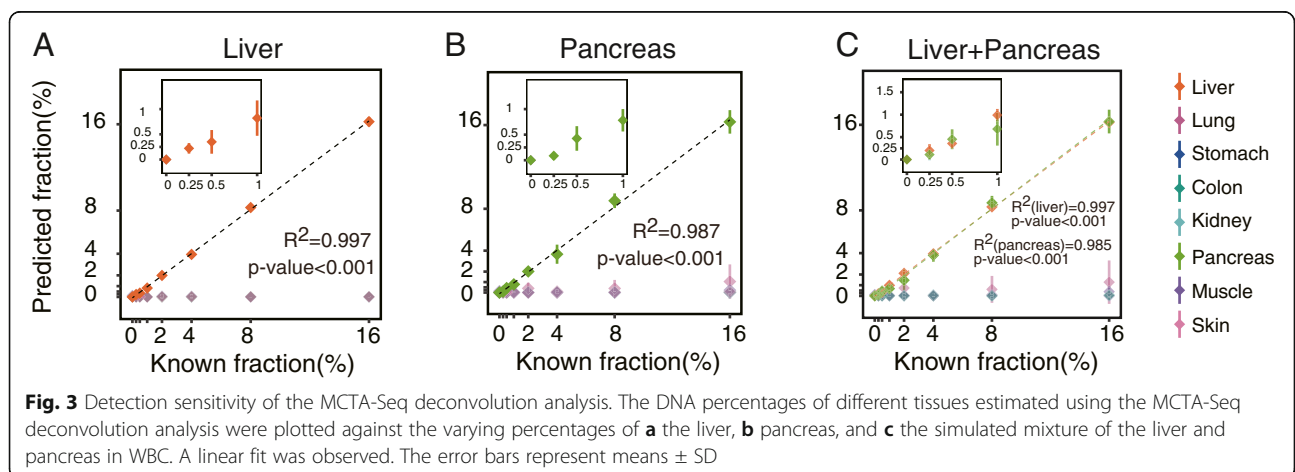 A Liver
B Pancreas
C Liver+Pancreas
Predicted fraction(%)
16
8
4
2
0
1
0.5
0.25
0
0 0.25 0.5 1
R2=0.997
p-value<0.001
0 2 4 8 16
Known fraction(%)
16
8
4
2
0
1
0.5
0.25
0
0 0.25 0.5 1
R2=0.987
p-value<0.001
0 2 4 8 16
Known fraction(%)
16
8
4
2
0
1.5
1
0.5
0.25
0
0 0.25 0.5 1
R2(liver)=0.997
p-value<0.001
R2(pancreas)=0.985
p-value<0.001
0 2 4 8 16
Known fraction(%)
Liver
Lung
Stomach
Colon
Kidney
Pancreas
Muscle
Skin
Fig. 3 Detection sensitivity of the MCTA-Seq deconvolution analysis. The DNA percentages of different tissues estimated using the MCTA-Seq
deconvolution analysis were plotted against the varying percentages of a the liver, b pancreas, and c the simulated mixture of the liver and
pancreas in WBC. A linear fit was observed. The error bars represent means ± SD